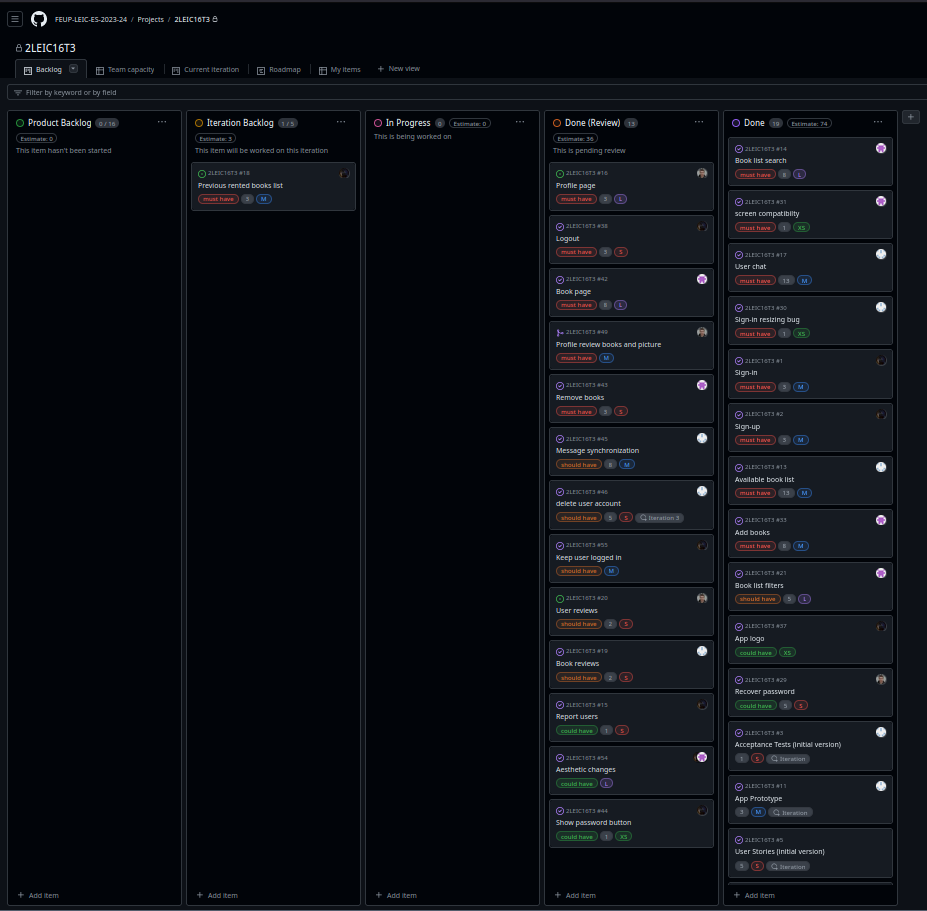 FEUP-LEIC-ES-2023-24 / Projects / 2LEIC16T3
2LEIC16T3
Backlog
Team capacity
Current iteration
Roadmap
My items
+ New view
Filter by keyword or by field
Product Backlog 0 / 16
Estimate: 0
This item hasn't been started
+ Add item
Iteration Backlog 1 / 5
Estimate: 3
This item will be worked on this iteration
2LEIC16T3 #18
Previous rented books list
must have 3 M
+ Add item
In Progress 0 Estimate: 0
This is being worked on
+ Add item
Done (Review) 13
Estimate: 36
This is pending review
2LEIC16T3 #16
Profile page
must have 3 L
2LEIC16T3 #38
Logout
must have 3 S
2LEIC16T3 #42
Book page
must have 8 L
2LEIC16T3 #49
Profile review books and picture
must have M
2LEIC16T3 #43
Remove books
must have 3 S
2LEIC16T3 #45
Message synchronization
should have 8 M
2LEIC16T3 #46
delete user account
should have 5 S Iteration 3
2LEIC16T3 #55
Keep user logged in
should have M
2LEIC16T3 #20
User reviews
should have 2 S
2LEIC16T3 #19
Book reviews
should have 2 S
2LEIC16T3 #15
Report users
could have 1 S
2LEIC16T3 #54
Aesthetic changes
could have L
2LEIC16T3 #44
Show password button
could have 1 XS
+ Add item
Done 19 Estimate: 74
2LEIC16T3 #14
Book list search
must have 8 L
2LEIC16T3 #31
screen compatibilty
must have 1 XS
2LEIC16T3 #17
User chat
must have 13 M
2LEIC16T3 #30
Sign-in resizing bug
must have 1 XS
2LEIC16T3 #1
Sign-in
must have 3 M
2LEIC16T3 #2
Sign-up
must have 3 M
2LEIC16T3 #13
Available book list
must have 13 M
2LEIC16T3 #33
Add books
must have 8 M
2LEIC16T3 #21
Book list filters
should have 5 L
2LEIC16T3 #37
App logo
could have XS
2LEIC16T3 #29
Recover password
could have 5 S
2LEIC16T3 #3
Acceptance Tests (initial version)
1 S Iteration
2LEIC16T3 #11
App Prototype
3 M Iteration
2LEIC16T3 #5
User Stories (initial version)
5 S Iteration
+ Add item